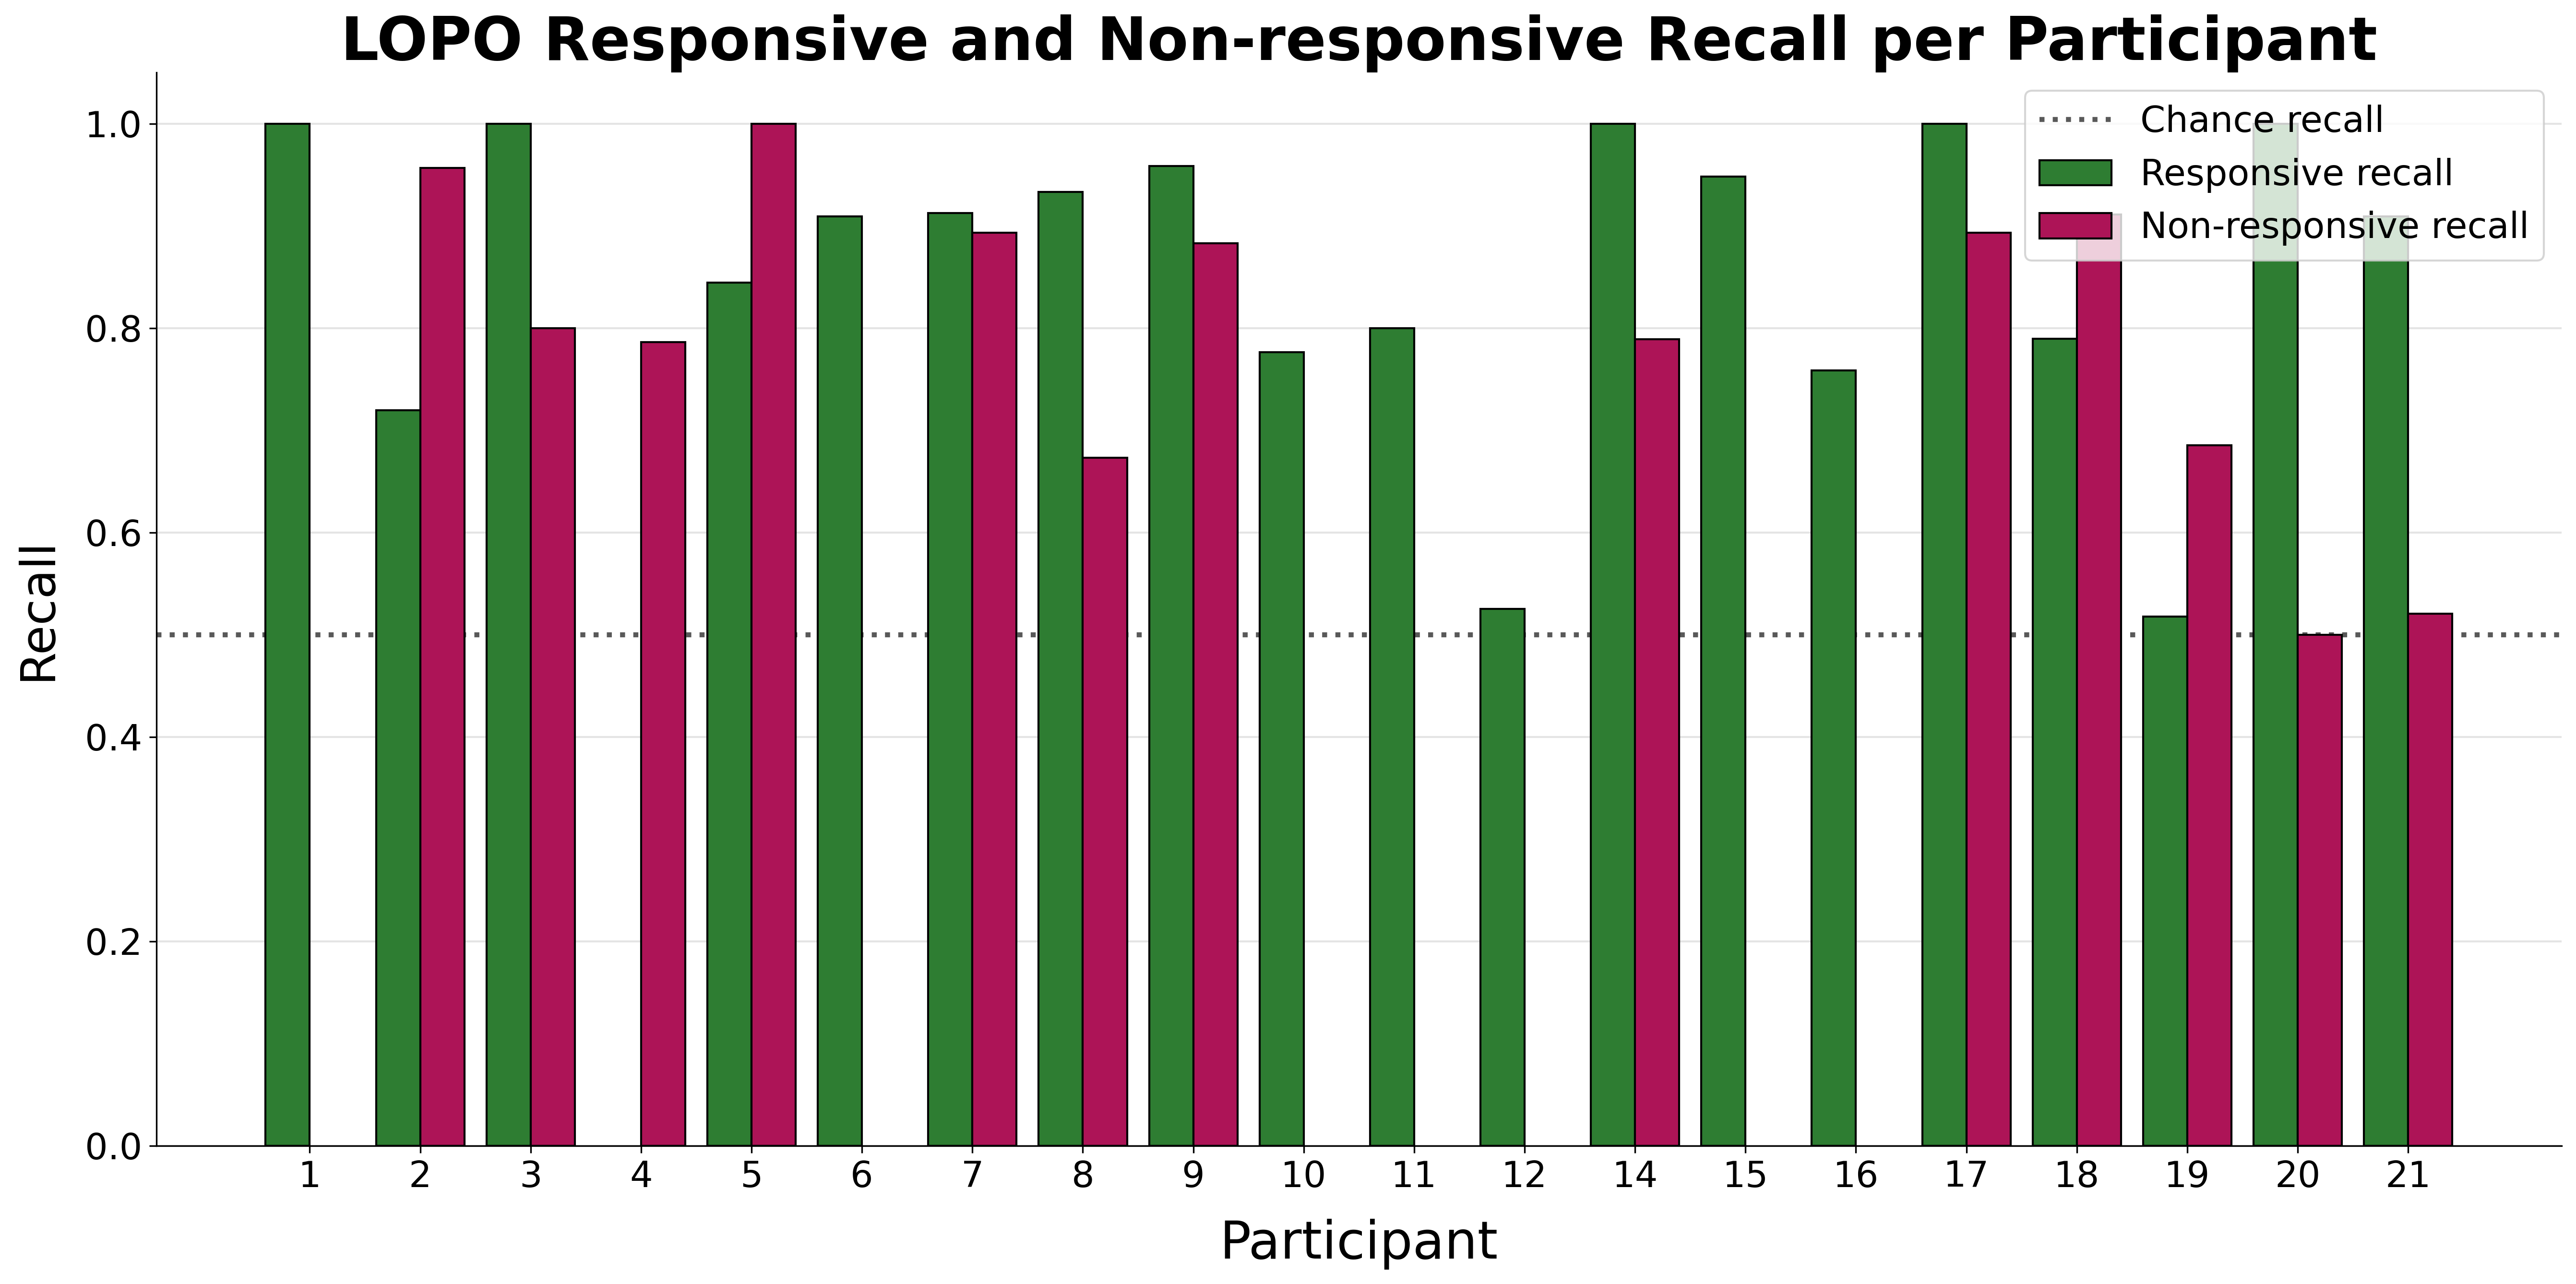 LOPO Responsive and Non-responsive Recall per Participant
Chance recall
Responsive recall
Non-responsive recall
1.0
0.8
0.6
0.4
0.2
0.0
Recall
1 2 3 4 5 6 7 8 9 10 11 12 14 15 16 17 18 19 20 21
Participant